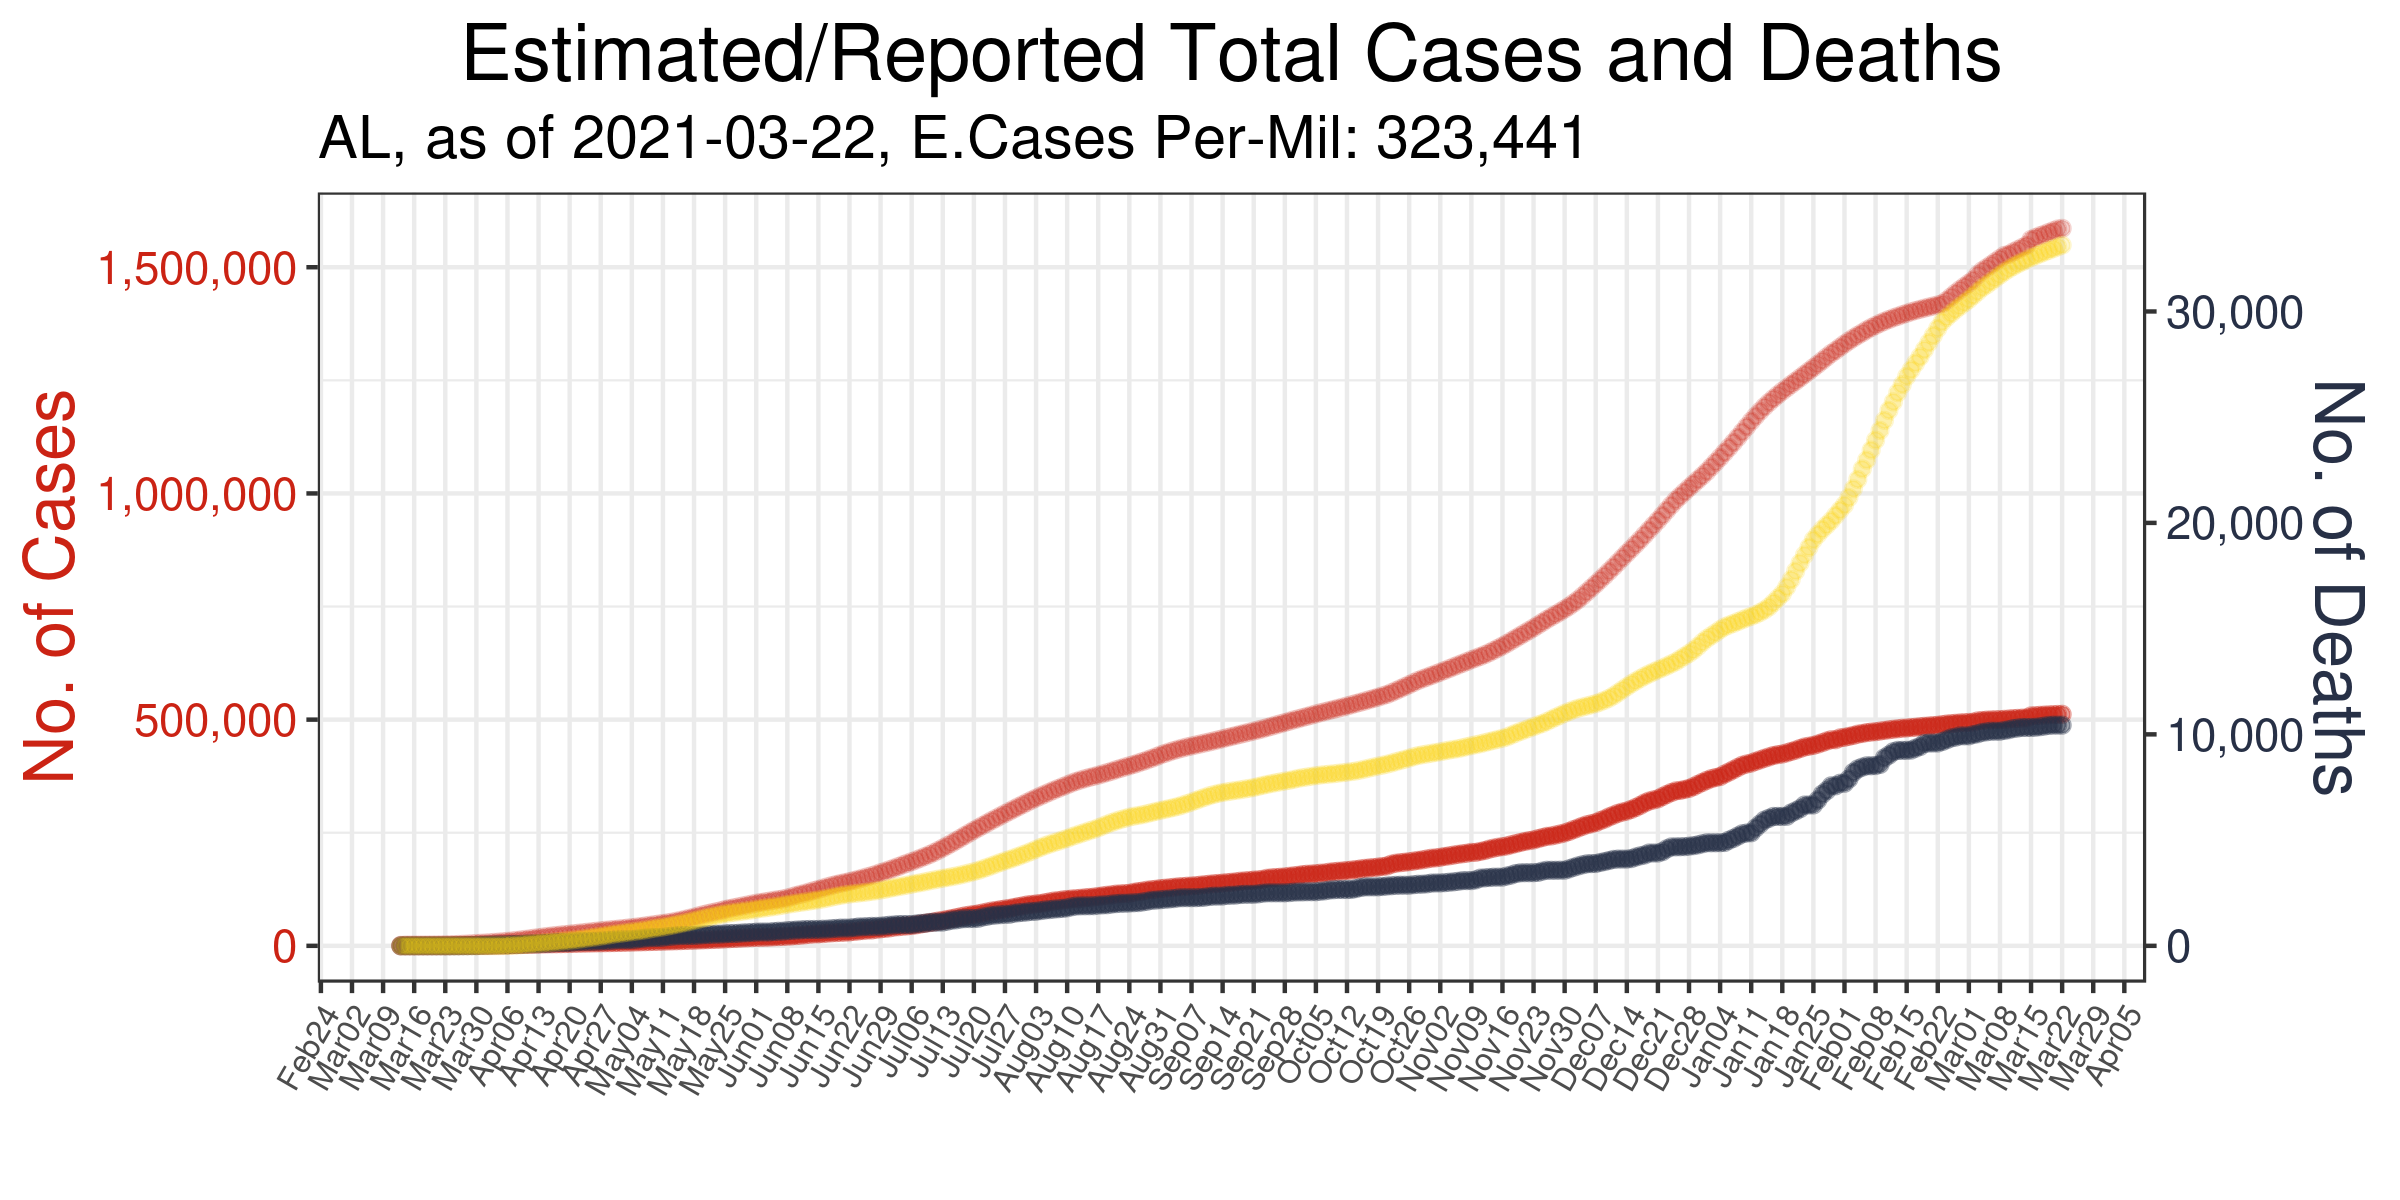 Estimated/Reported Total Cases and Deaths
AL, as of 2021-03-22, E.Cases Per-Mil: 323,441
No. of Cases
1,500,000
1,000,000
500,000
0
30,000
20,000
10,000
0
No. of Deaths
Feb24
Mar02
Mar09
Mar16
Mar23
Mar30
Apr06
Apr13
Apr20
Apr27
May04
May11
May18
May25
Jun01
Jun08
Jun15
Jun22
Jun29
Jul06
Jul13
Jul20
Jul27
Aug03
Aug10
Aug17
Aug24
Aug31
Sep07
Sep14
Sep21
Sep28
Oct05
Oct12
Oct19
Oct26
Nov02
Nov09
Nov16
Nov23
Nov30
Dec07
Dec14
Dec21
Dec28
Jan04
Jan11
Jan18
Jan25
Feb01
Feb08
Feb15
Feb22
Mar01
Mar08
Mar15
Mar22
Mar29
Apr05